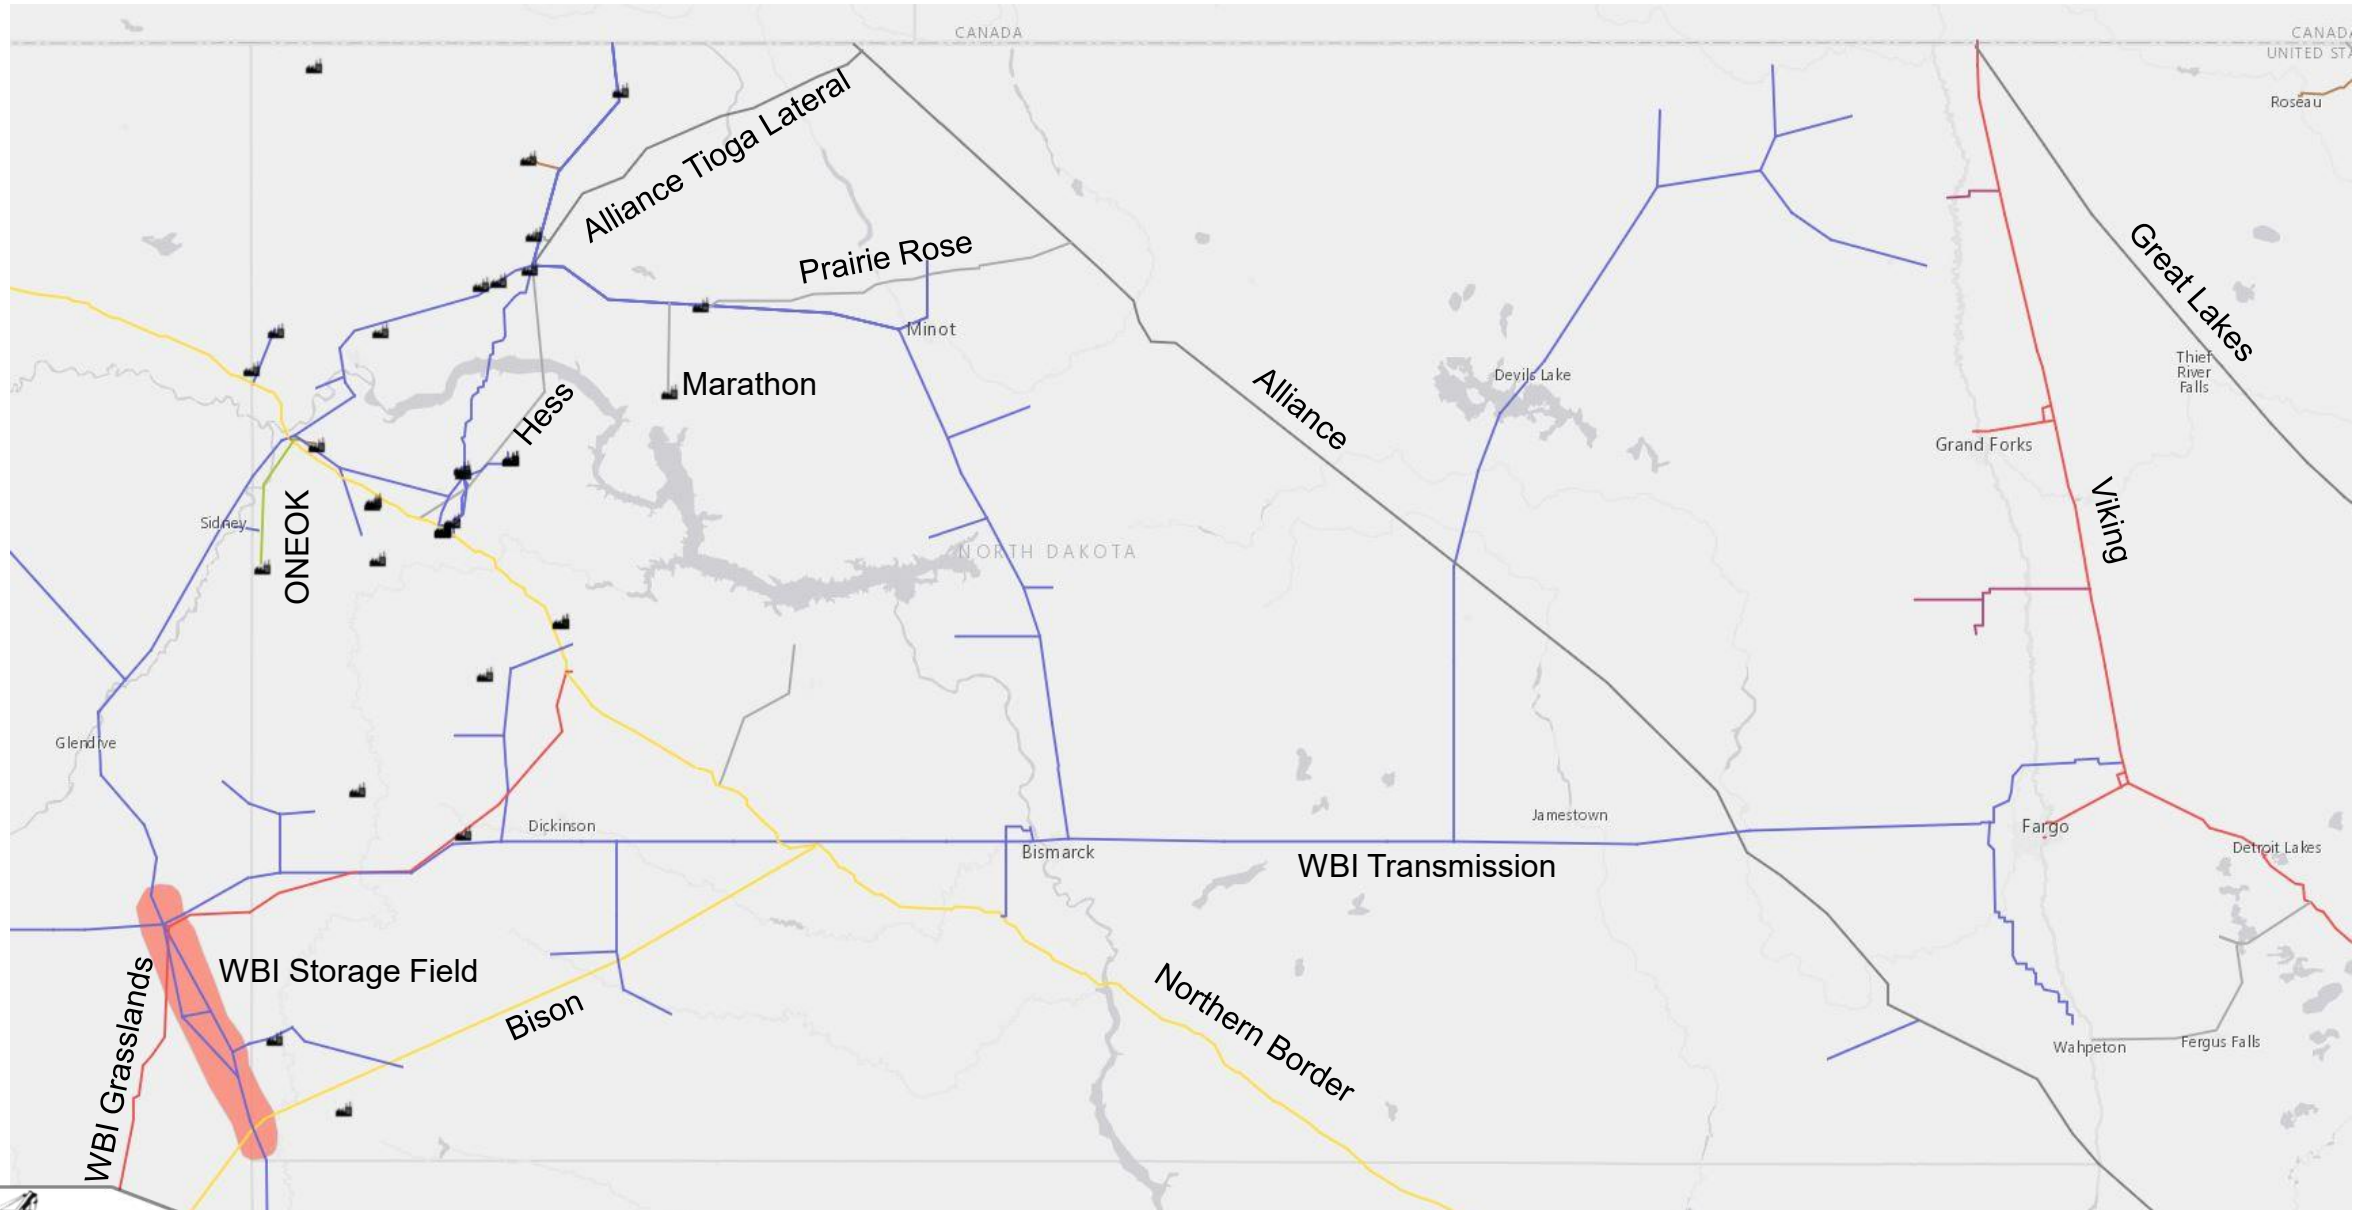 CANADA
CANADA
UNITED STA
Roseau
Alliance Tioga Lateral
Prairie Rose
Great Lakes
Minot
Thief
River
Falls
Marathon
Hess
Alliance
Devils Lake
Grand Forks
Viking
Sidney
ONEOK
NORTH DAKOTA
Glendive
Dickinson
Bismarck
WBI Transmission
Jamestown
Fargo
Detroit Lakes
WBI Storage Field
WBI Grasslands
Bison
Northern Border
Wahpeton
Fergus Falls